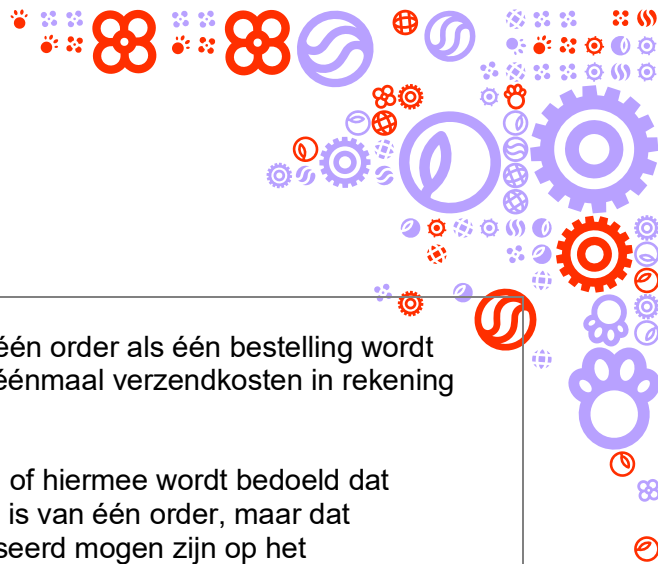 één order als één bestelling wordt
éénmaal verzendkosten in rekening
of hiermee wordt bedoeld dat
is van één order, maar dat
mogen zijn op het